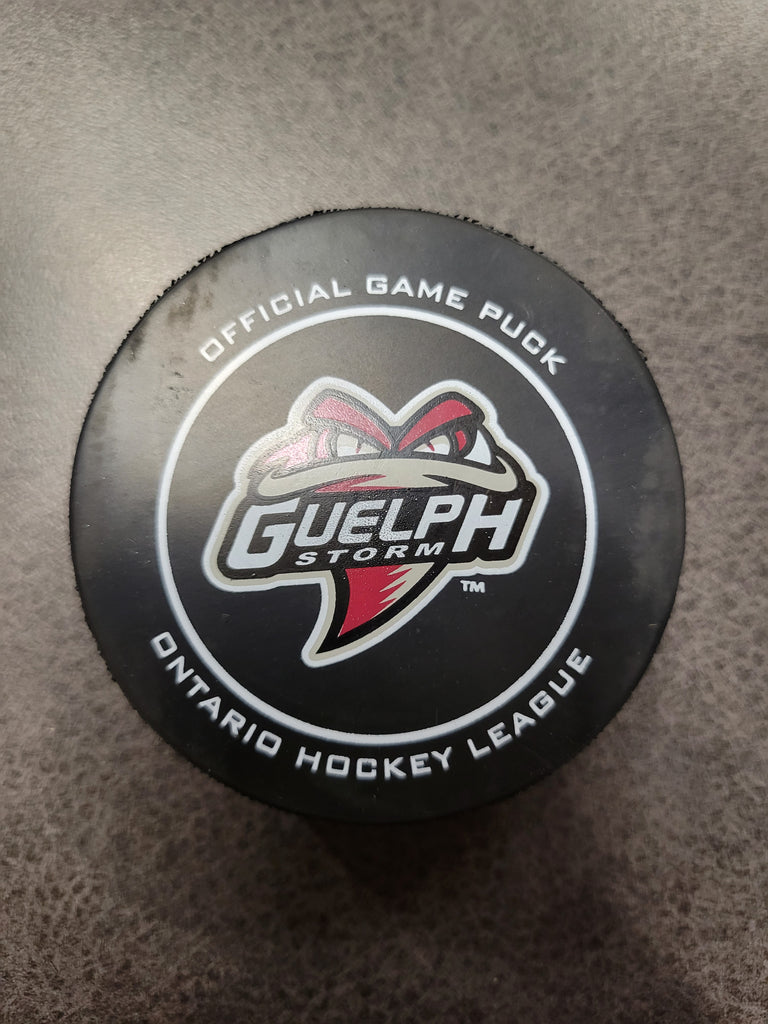 OFFICIAL GAME PUCK
GUELPH
STORM
TM
ONTARIO HOCKEY LEAGUE